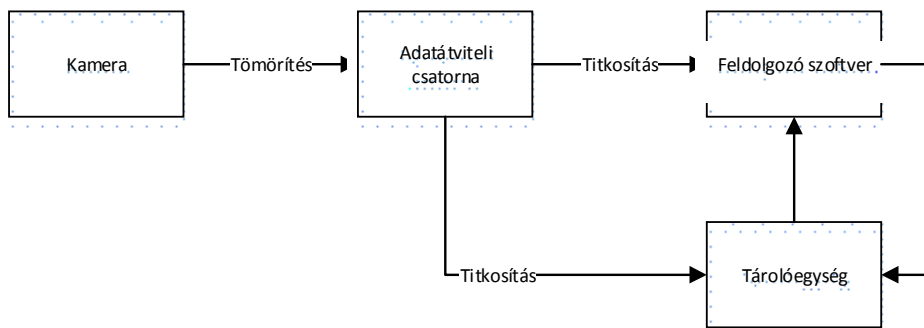 Kamera
Tömörítés
Adatátviteli
csatorna
Titkosítás
Feldolgozó szoftver
Titkosítás
Tárolóegység